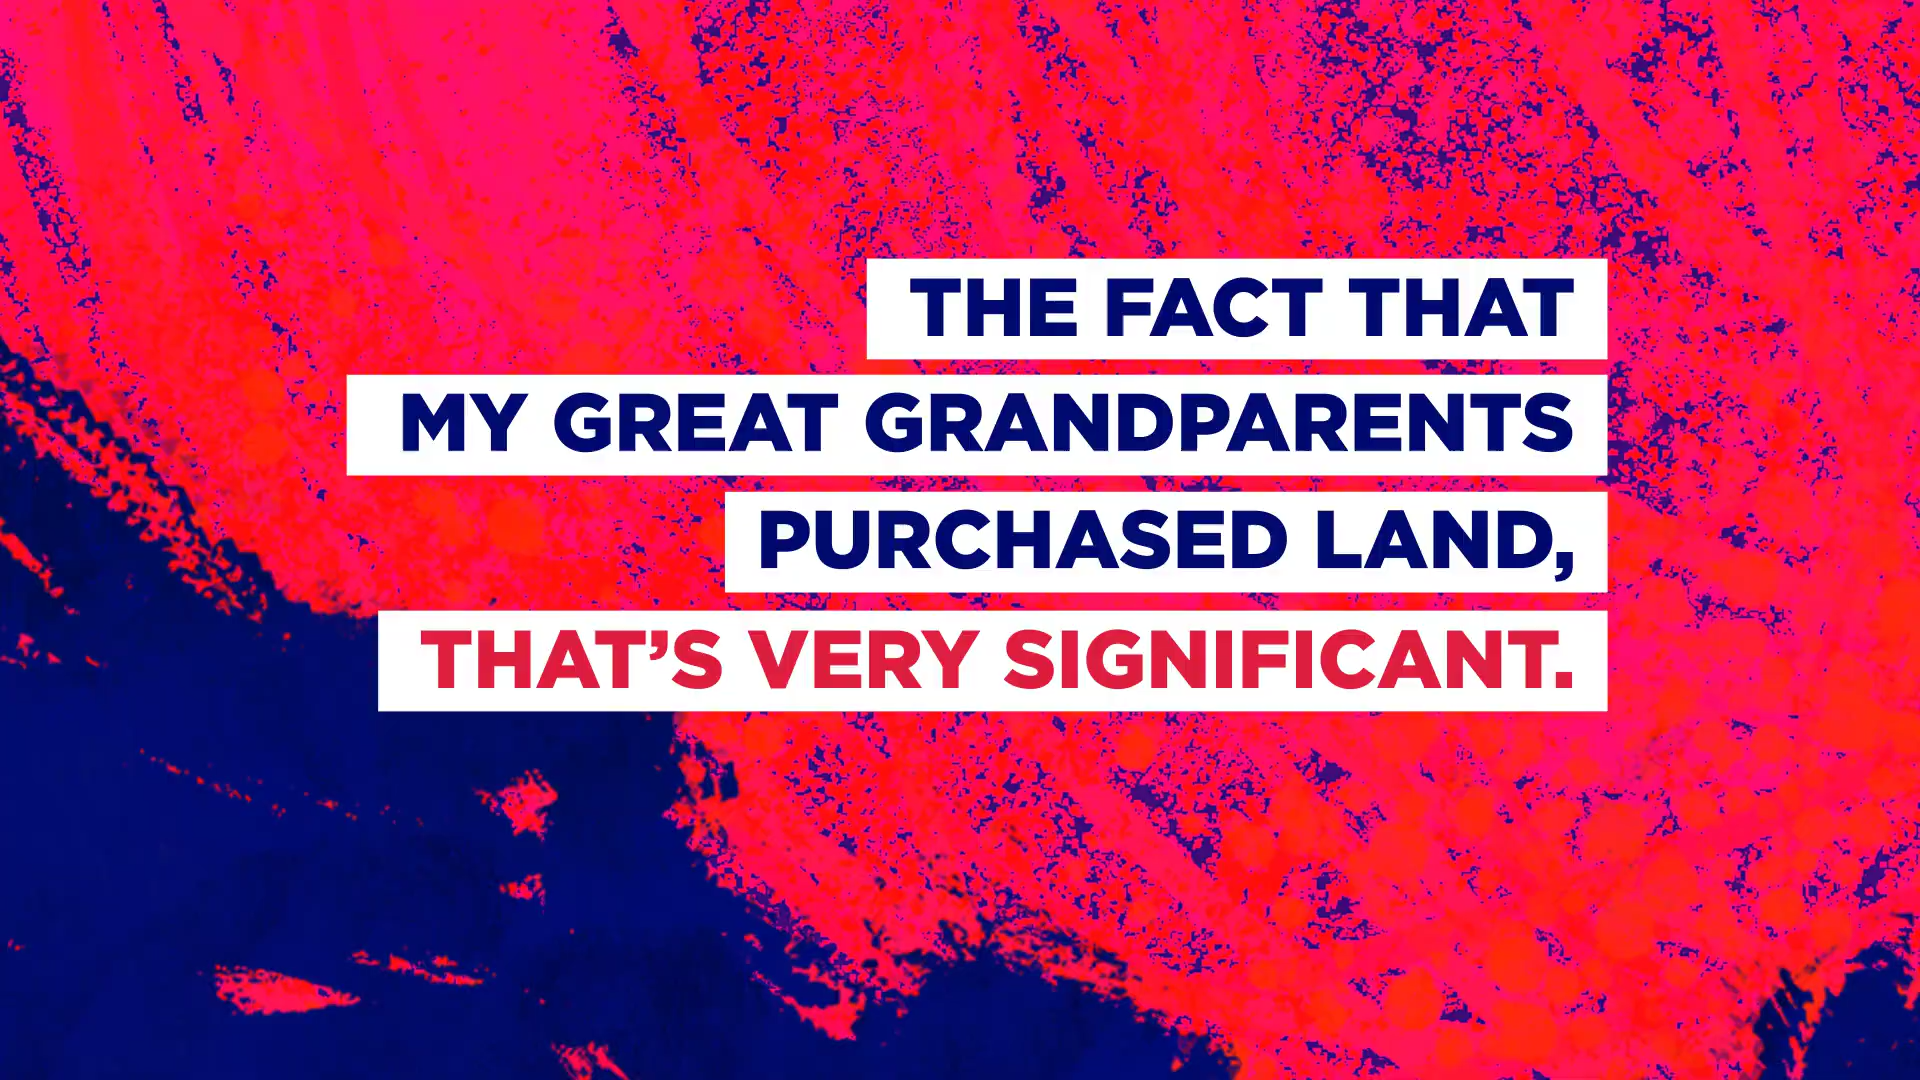 THE FACT THAT
MY GREAT GRANDPARENTS
PURCHASED LAND,
THAT’S VERY SIGNIFICANT.